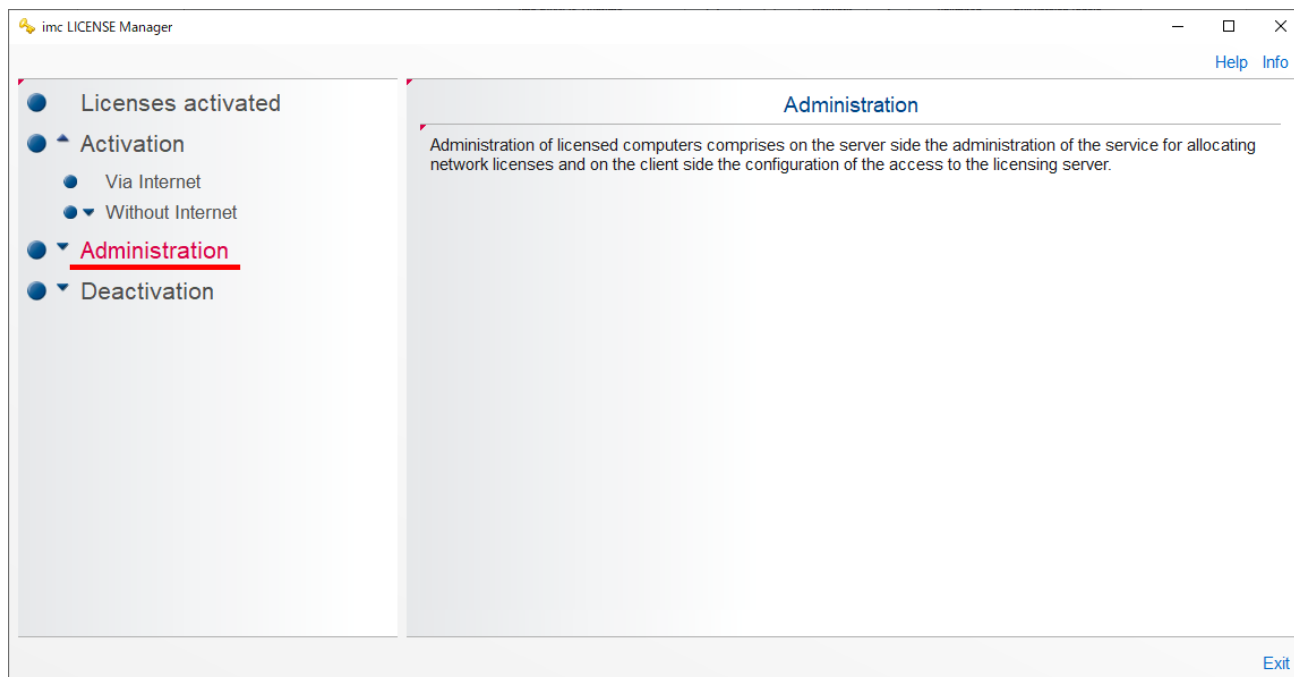 imc LICENSE Manager
Help Info
Licenses activated
Activation
Via Internet
Without Internet
Administration
Deactivation
Administration
Administration of licensed computers comprises on the server side the administration of the service for allocating
network licenses and on the client side the configuration of the access to the licensing server.
Exit